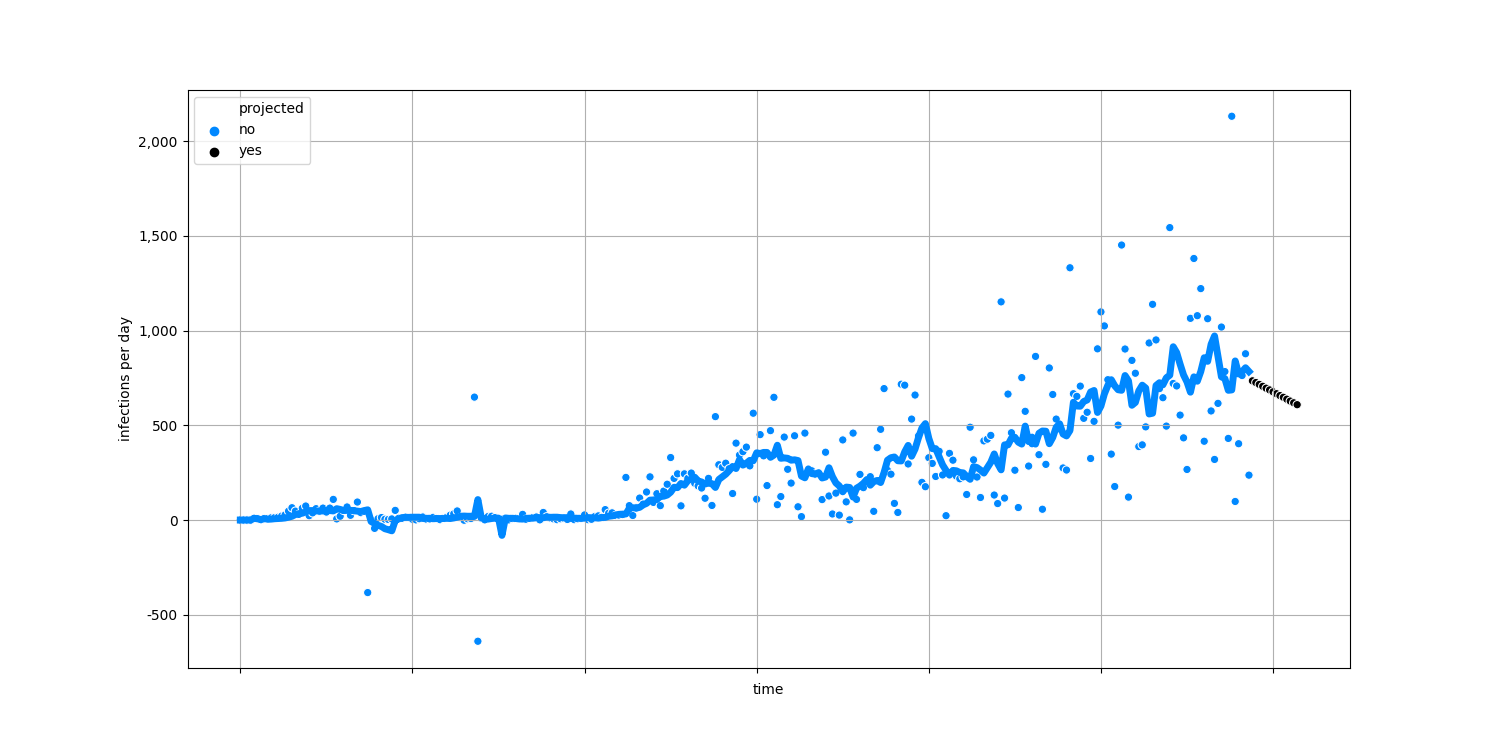 projected
no
yes
2,000
1,500
1,000
500
0
-500
infections per day
time